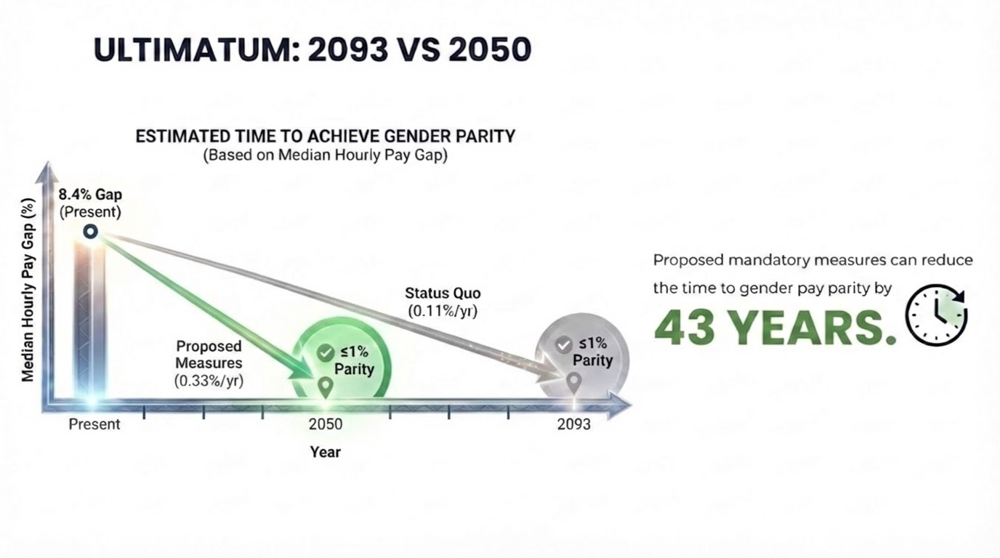 ULTIMATUM: 2093 VS 2050
ESTIMATED TIME TO ACHIEVE GENDER PARITY
(Based on Median Hourly Pay Gap)
Median Hourly Pay Gap (%)
8.4% Gap
(Present)
Status Quo
(0.11%/yr)
Proposed
Measures
(0.33%/yr)
≤1%
Parity
≤1%
Parity
Present
2050
2093
Year
Proposed mandatory measures can reduce
the time to gender pay parity by
43 YEARS.